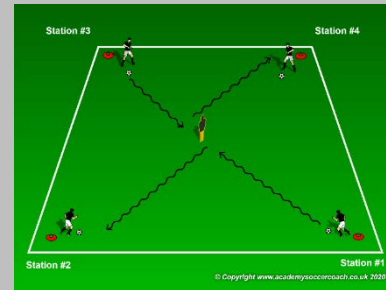 Station #3
Station #4
Station #2
Station #1
© Copyright www.academysoccercoach.co.uk 2020